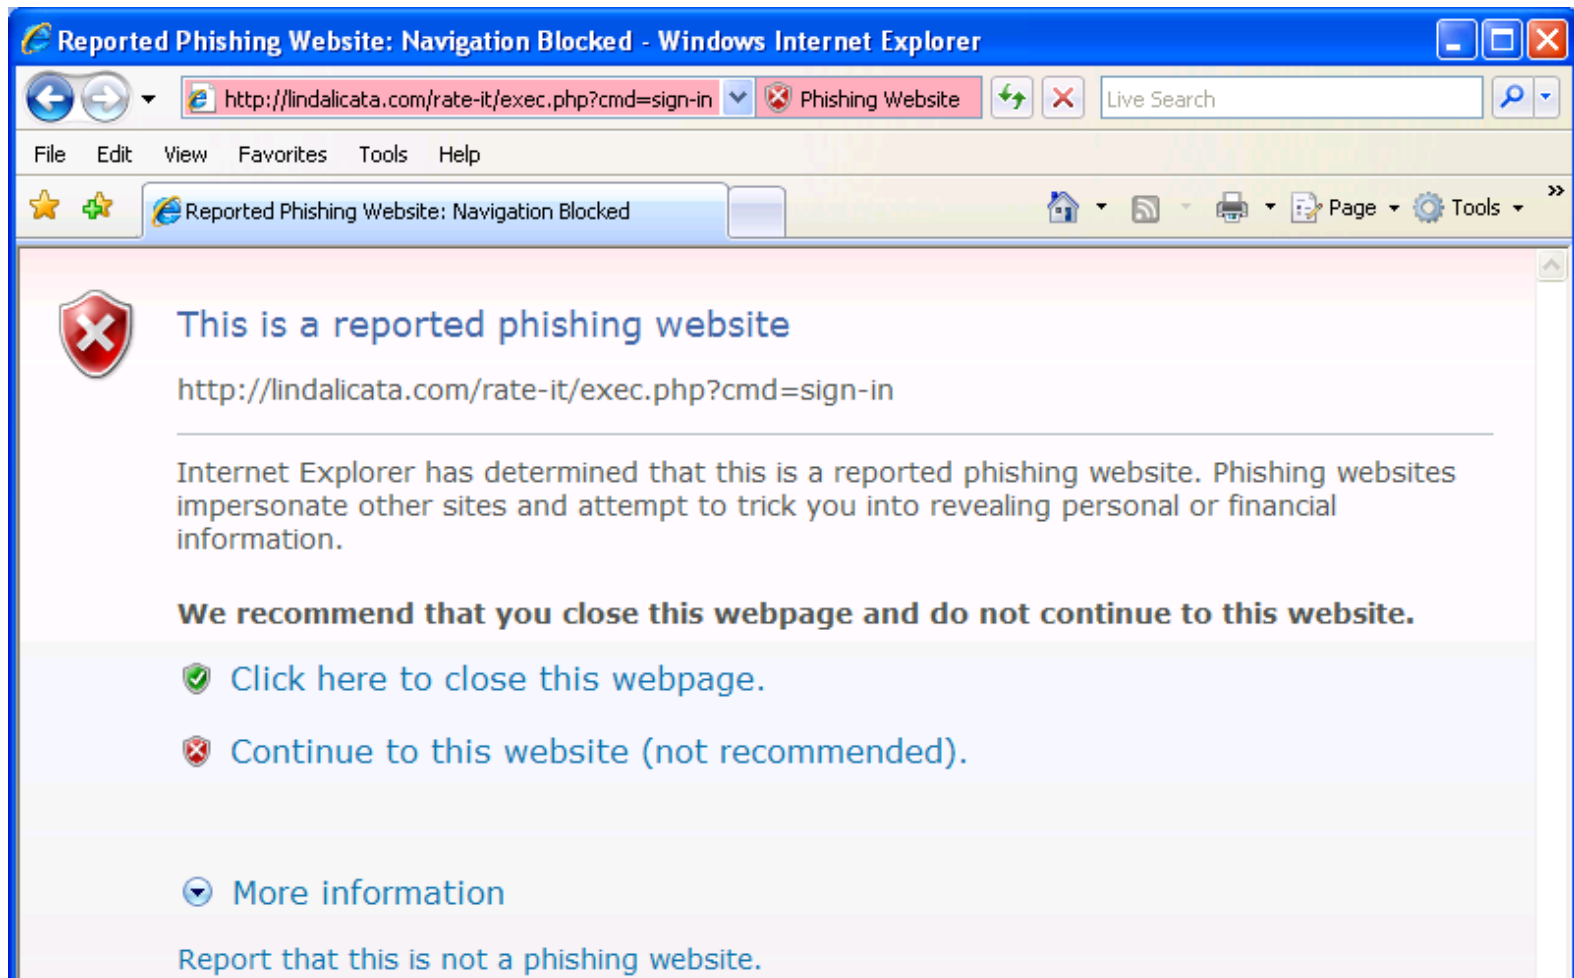 Reported Phishing Website: Navigation Blocked - Windows Internet Explorer
http://lindalicata.com/rate-it/exec.php?cmd=sign-in Phishing Website Live Search
File Edit View Favorites Tools Help
Reported Phishing Website: Navigation Blocked Page Tools »
This is a reported phishing website
http://lindalicata.com/rate-it/exec.php?cmd=sign-in
Internet Explorer has determined that this is a reported phishing website. Phishing websites
impersonate other sites and attempt to trick you into revealing personal or financial
information.
We recommend that you close this webpage and do not continue to this website.
Click here to close this webpage.
Continue to this website (not recommended).
More information
Report that this is not a phishing website.